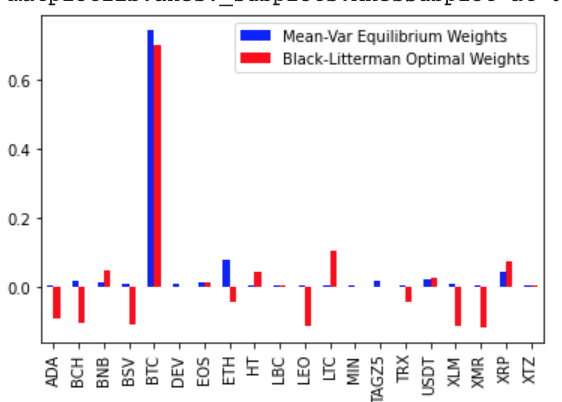 Mean-Var Equilibrium Weights
Black-Litterman Optimal Weights
0.6
0.4
0.2
0.0
ADA
BCH
BNB
BSV
BTC
DEV
EOS
ETH
HT
LBC
LEO
LTC
MIN
TAGZ5
TRX
USDT
XLM
XMR
XRP
XTZ